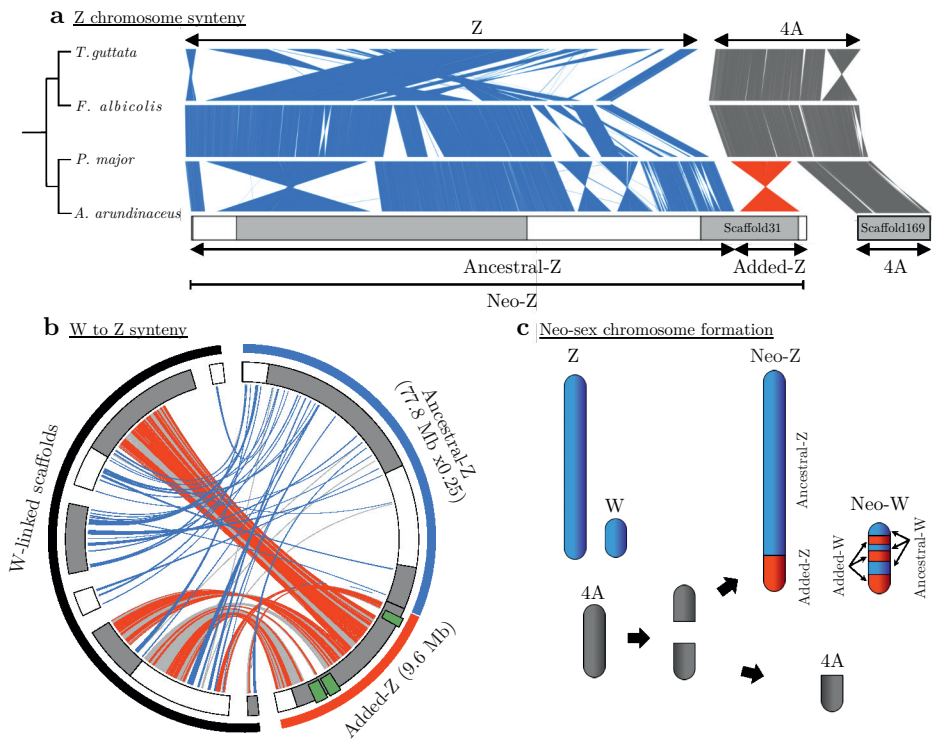 a Z chromosome synteny
Z
4A
T. guttata
F. albicolis
P. major
A. arundinaceus
Scaffold31
Scaffold169
Ancestral-Z
Added-Z
4A
Neo-Z
b W to Z synteny
W-linked scaffolds
Ancestral-Z
(77.8 Mb x0.25)
Added-Z (9.6 Mb)
c Neo-sex chromosome formation
Z
W
Neo-Z
Ancestral-Z
Added-Z
Neo-W
Added-W
Ancestral-W
4A
4A